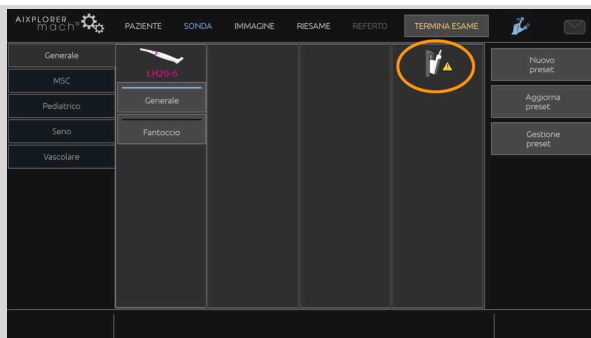 AIXPLORER
mach
PAZIENTE SONDA IMMAGINE RIESAME REFERTO TERMINA ESAME
Generale
MSC
Pediatrico
Seno
Vascolare
LH20-6
Generale
Fantoccio
Nuovo
preset
Aggiorna
preset
Gestione
preset